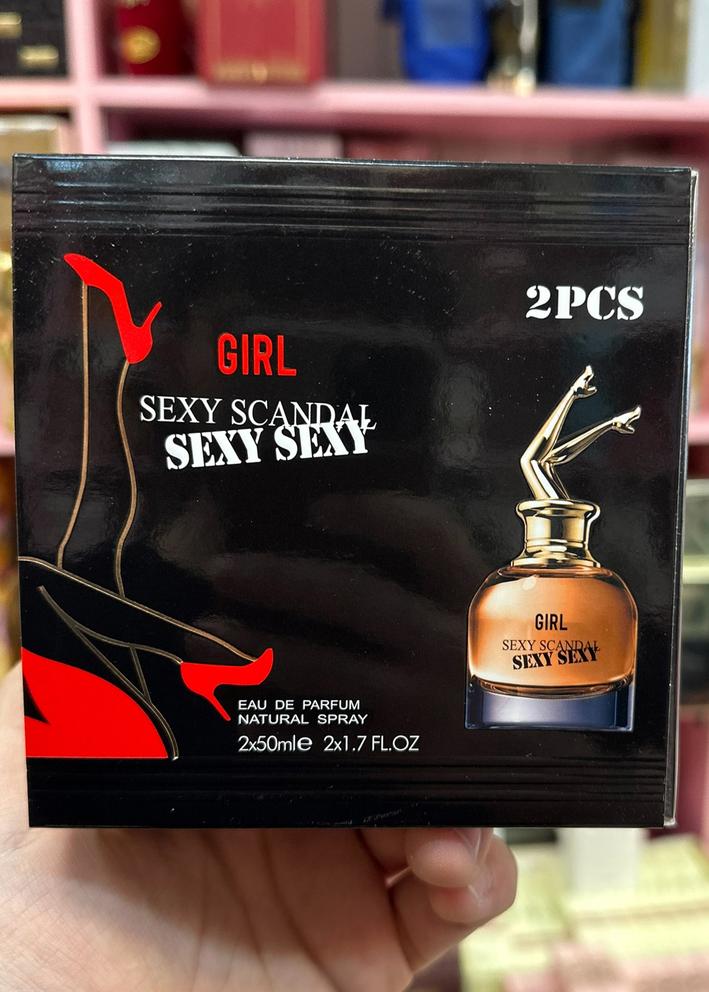 2PCS
GIRL
SEXY SCANDAL
SEXY SEXY
GIRL
SEXY SCANDAL
SEXY SEXY
EAU DE PARFUM
NATURAL SPRAY
2x50mle 2x1.7 FL.OZ